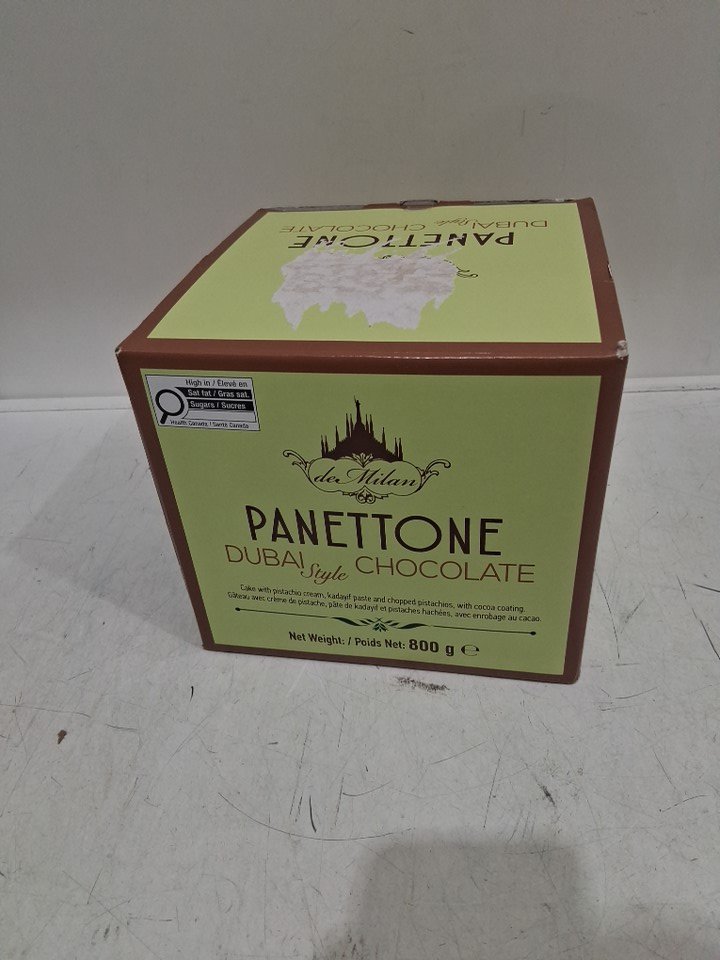 PANETTONE
DUBAI Style CHOCOLATE
High in / Élevé en
Sat fat / Gras sat.
Sugars / Sucres
Health Canada / Santé Canada
de Milan
PANETTONE
DUBAI Style CHOCOLATE
Cake with pistachio cream, kadayif paste and chopped pistachios, with cocoa coating.
Gâteau avec crème de pistache, pâte de kadayif et pistaches hachées, avec enrobage au cacao.
Net Weight: / Poids Net: 800 g ℮